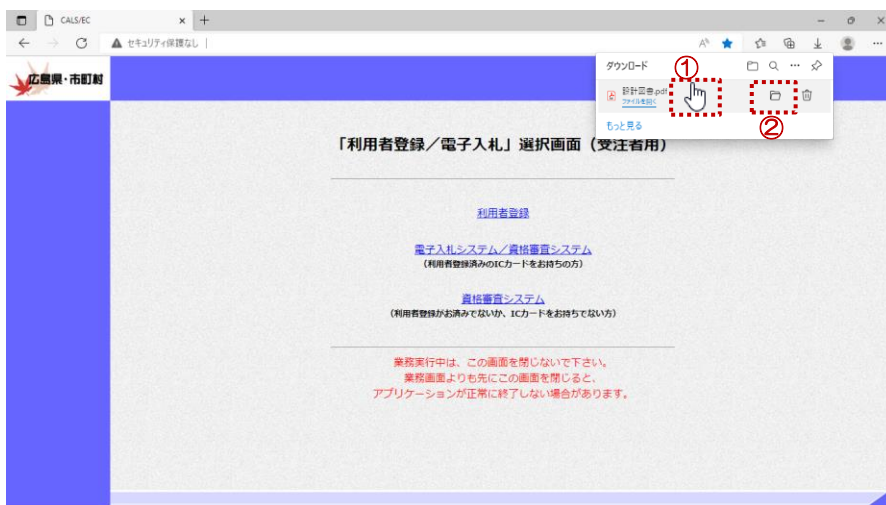 CALS/EC
セキュリティ保護なし
ダウンロード
①
設計図書.pdf
ファイルを開く
②
もっと見る
広島県・市町村
「利用者登録／電子入札」選択画面（受注者用）
利用者登録
電子入札システム／資格審査システム
（利用者登録済みのICカードをお持ちの方）
資格審査システム
（利用者登録がお済みでないか、ICカードをお持ちでない方）
業務実行中は、この画面を閉じないで下さい。
業務画面よりも先にこの画面を閉じると、
アプリケーションが正常に終了しない場合があります。